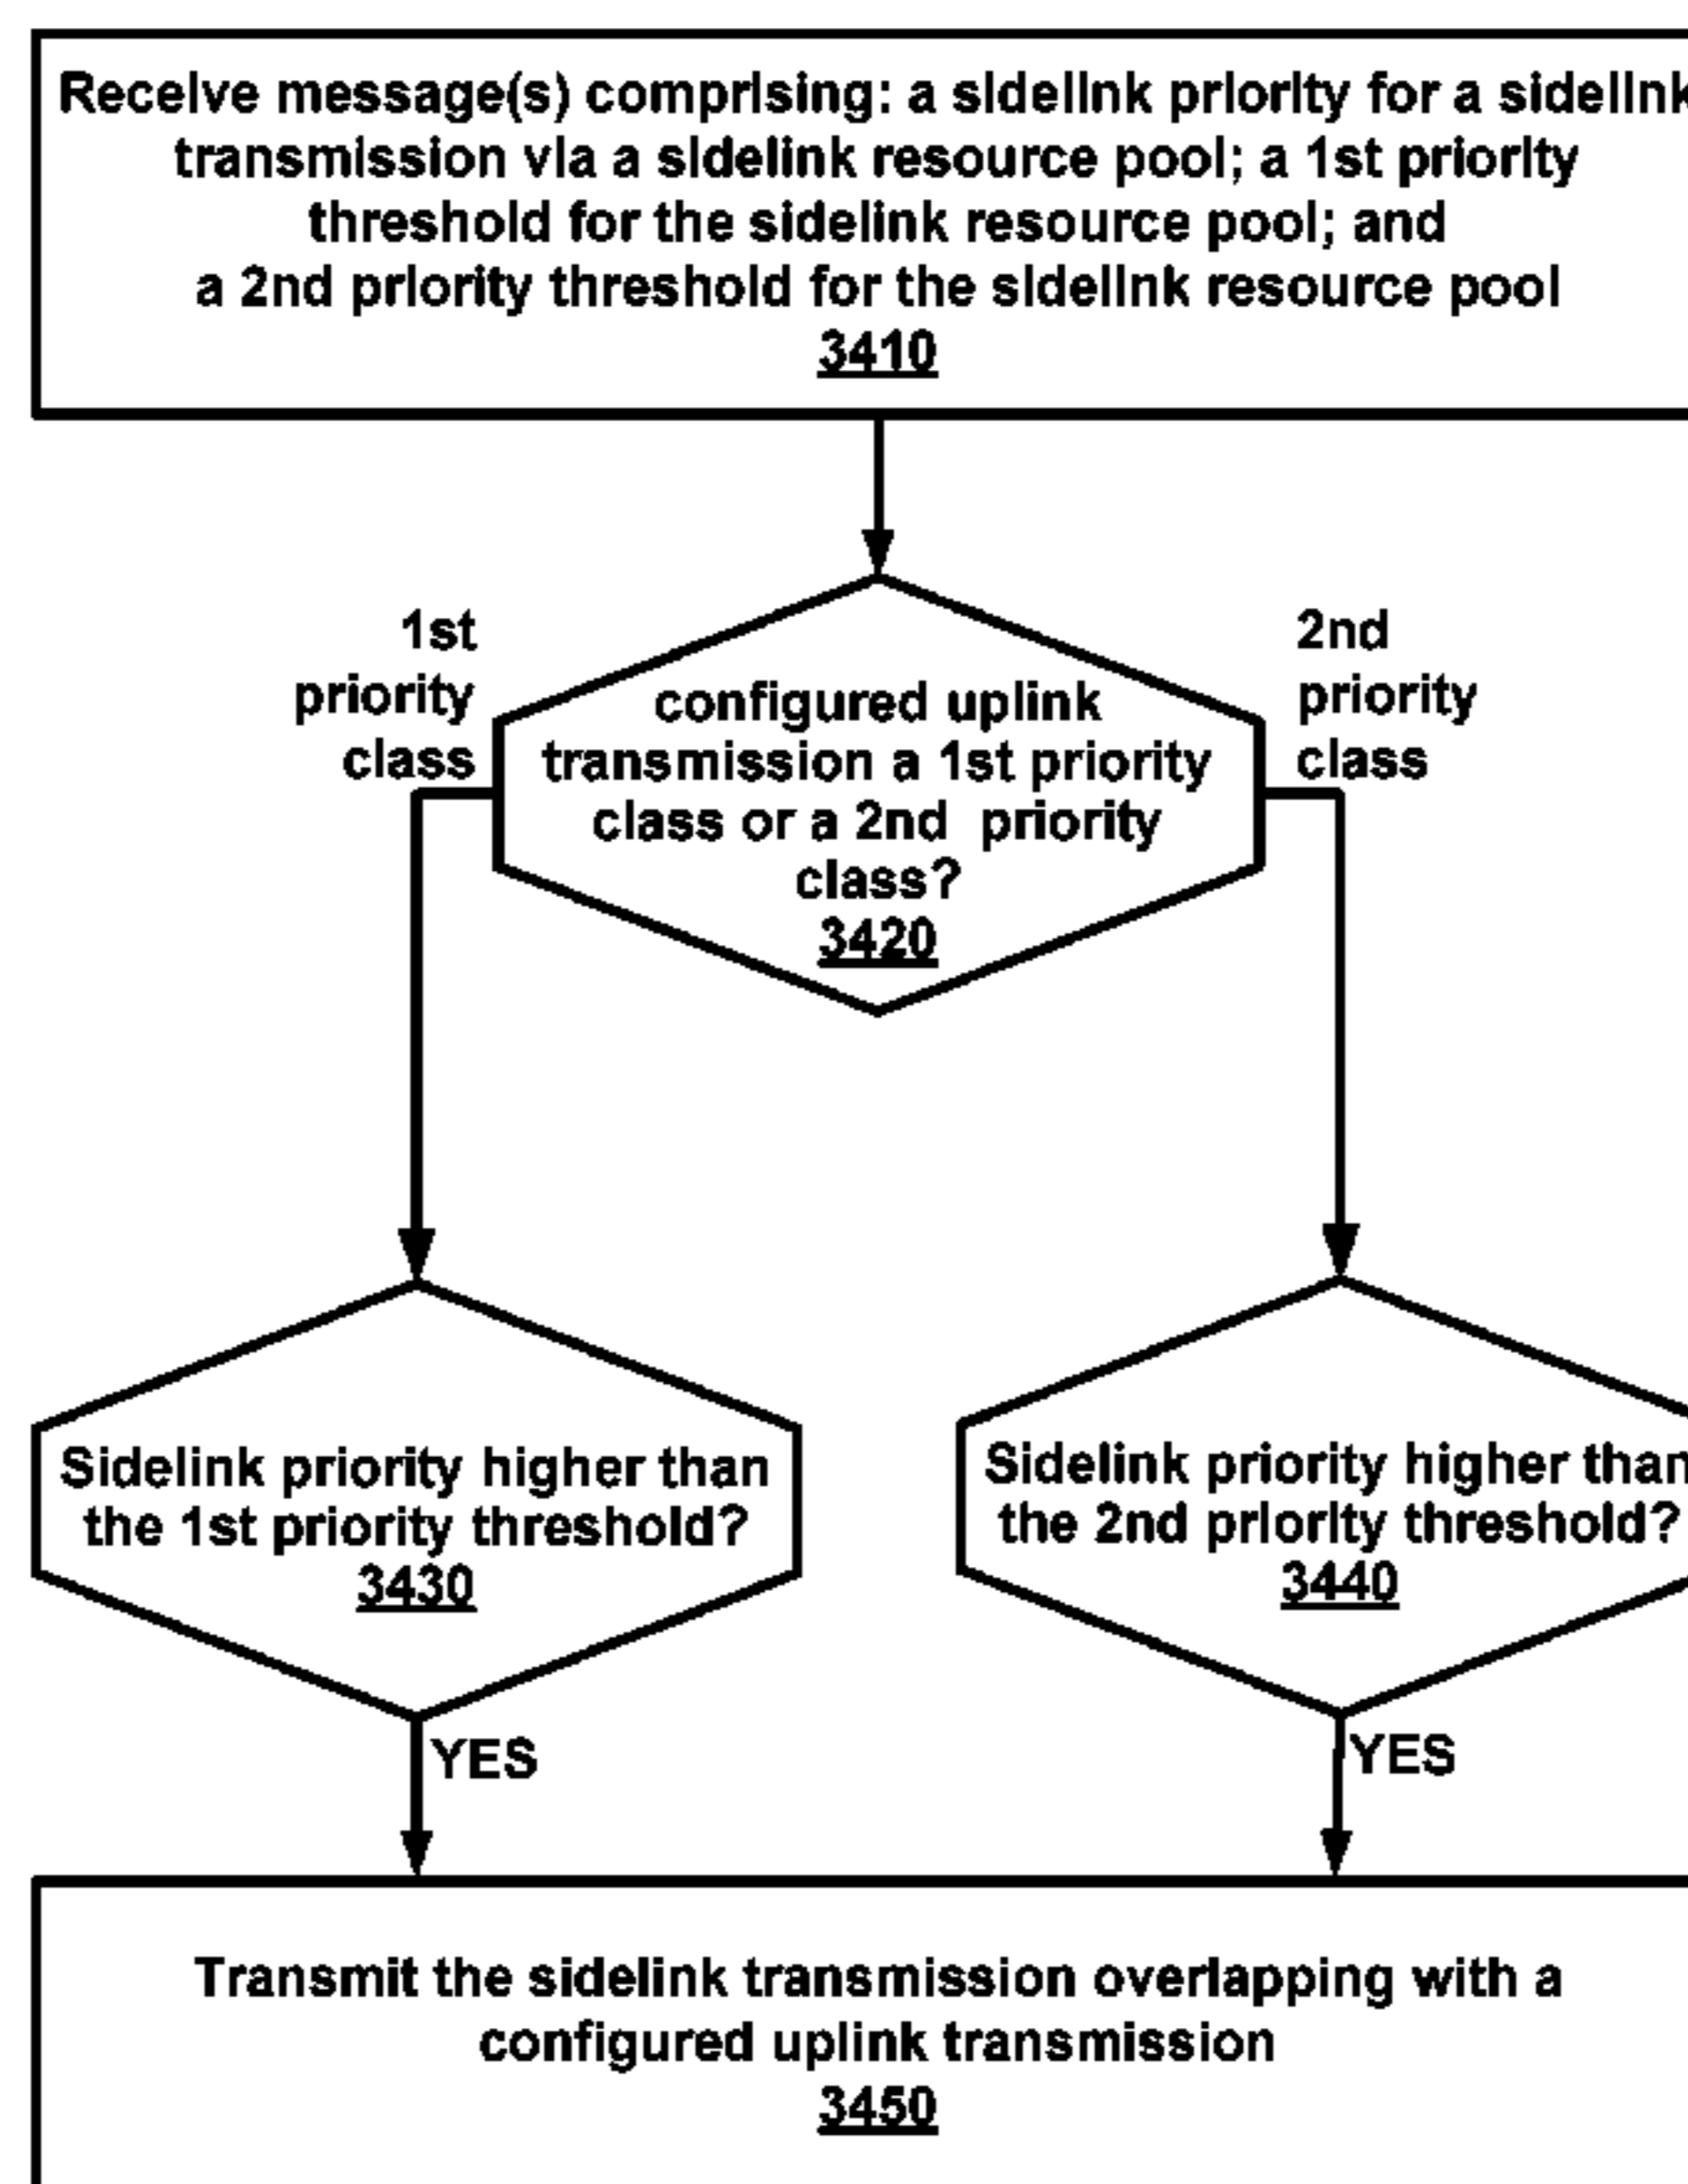 Receive message(s) comprising: a sidelink priority for a sidelink
transmission via a sidelink resource pool; a 1st priority
threshold for the sidelink resource pool; and
a 2nd priority threshold for the sidelink resource pool
3410
1st
priority
class
2nd
priority
class
configured uplink
transmission a 1st priority
class or a 2nd priority
class?
3420
Sidelink priority higher than
the 1st priority threshold?
3430
Sidelink priority higher than
the 2nd priority threshold?
3440
YES
YES
Transmit the sidelink transmission overlapping with a
configured uplink transmission
3450